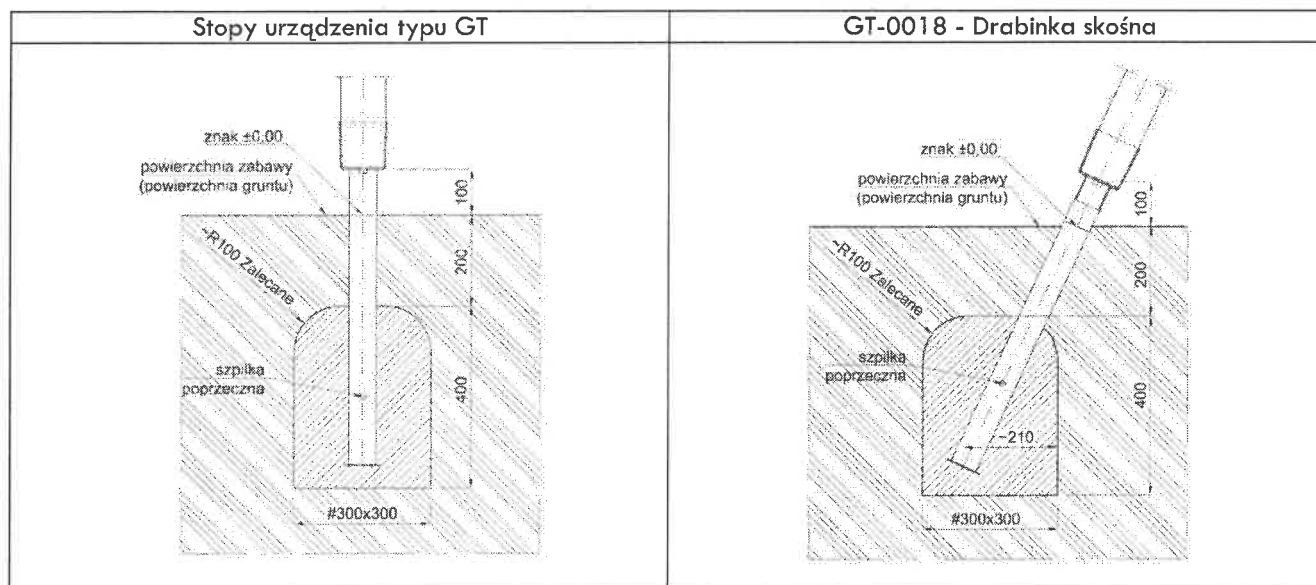 Stopy urządzenia typu GT
znak ±0,00
powierzchnia zabawy
(powierzchnia gruntu)
100
~R100 Zalecane
200
szpilka
poprzeczna
400
#300x300
GT-0018 - Drabinka skośna
znak ±0,00
powierzchnia zabawy
(powierzchnia gruntu)
100
~R100 Zalecane
200
szpilka
poprzeczna
400
~210
#300x300